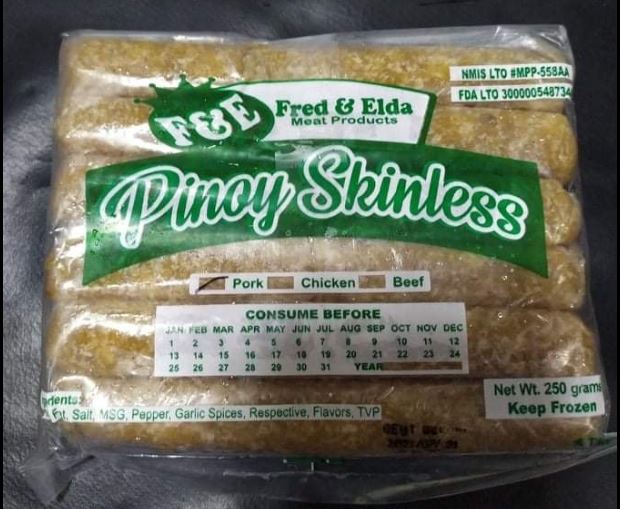 NMIS LTO #MPP-558AA
FDA LTO 300000548734
F&E
Fred & Elda
Meat Products
Pinoy Skinless
Pork Chicken Beef
CONSUME BEFORE
JAN FEB MAR APR MAY JUN JUL AUG SEP OCT NOV DEC
1 2 3 4 5 6 7 8 9 10 11 12
13 14 15 16 17 18 19 20 21 22 23 24
25 26 27 28 29 30 31 YEAR
Net Wt. 250 grams
Keep Frozen
Fat, Salt, MSG, Pepper, Garlic Spices, Respective, Flavors, TVP